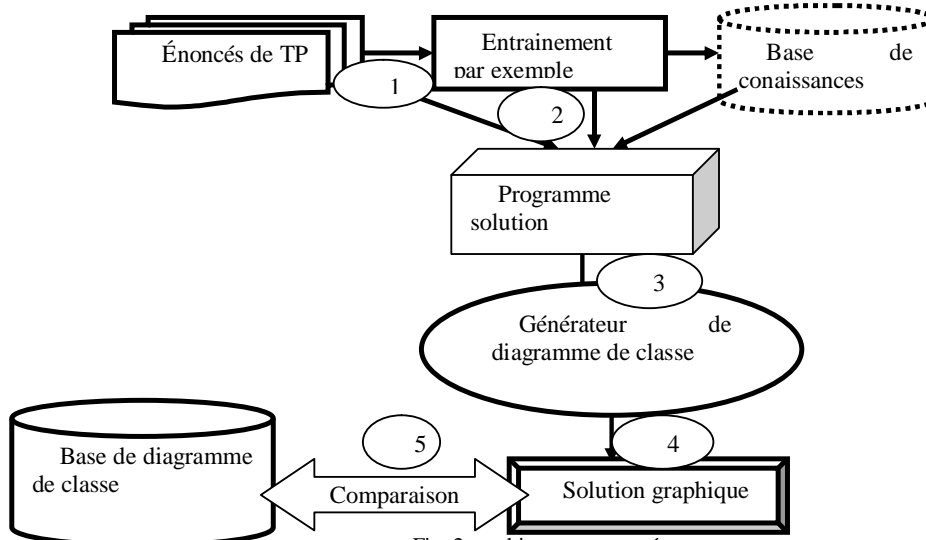 Énoncés de TP
Entrainement
par exemple
Base de
conaissances
1
2
Programme
solution
3
Générateur de
diagramme de classe
4
5
Base de diagramme
de classe
Comparaison
Solution graphique